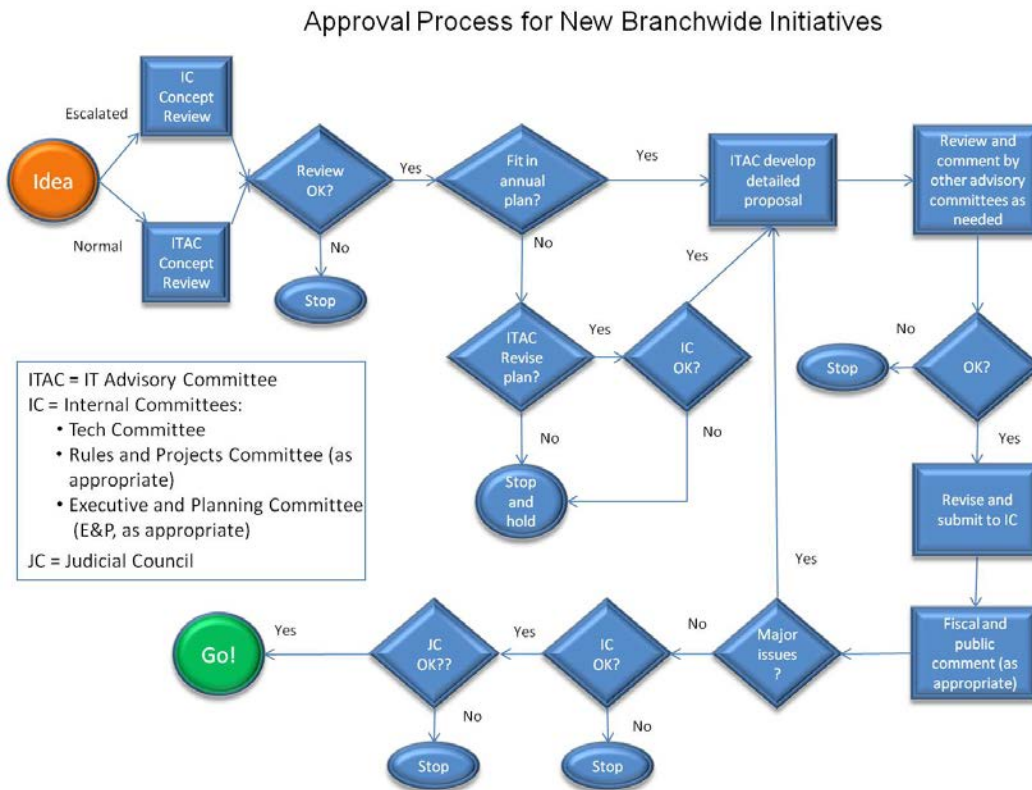 Approval Process for New Branchwide Initiatives
IC
Concept
Review
Escalated
Idea
Normal
ITAC
Concept
Review
Review
OK?
Yes
No
Stop
Fit in
annual
plan?
Yes
No
ITAC develop
detailed
proposal
Review and
comment by
other advisory
committees as
needed
ITAC
Revise
plan?
Yes
No
IC
OK?
Yes
No
Stop
and
hold
OK?
No
Stop
Yes
Revise and
submit to IC
Fiscal and
public
comment (as
appropriate)
Major
issues
?
Yes
No
IC
OK?
Yes
No
Stop
JC
OK??
Yes
No
Stop
Go!
ITAC = IT Advisory Committee
IC = Internal Committees:
• Tech Committee
• Rules and Projects Committee (as
appropriate)
• Executive and Planning Committee
(E&P, as appropriate)
JC = Judicial Council